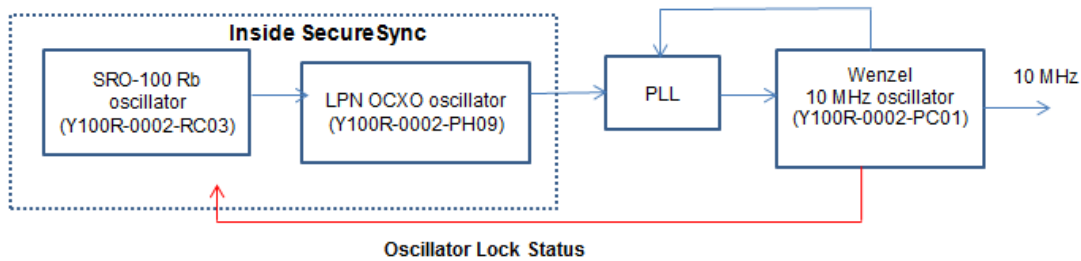 Inside SecureSync
SRO-100 Rb
oscillator
(Y100R-0002-RC03)
LPN OCXO oscillator
(Y100R-0002-PH09)
PLL
Wenzel
10 MHz oscillator
(Y100R-0002-PC01)
10 MHz
Oscillator Lock Status